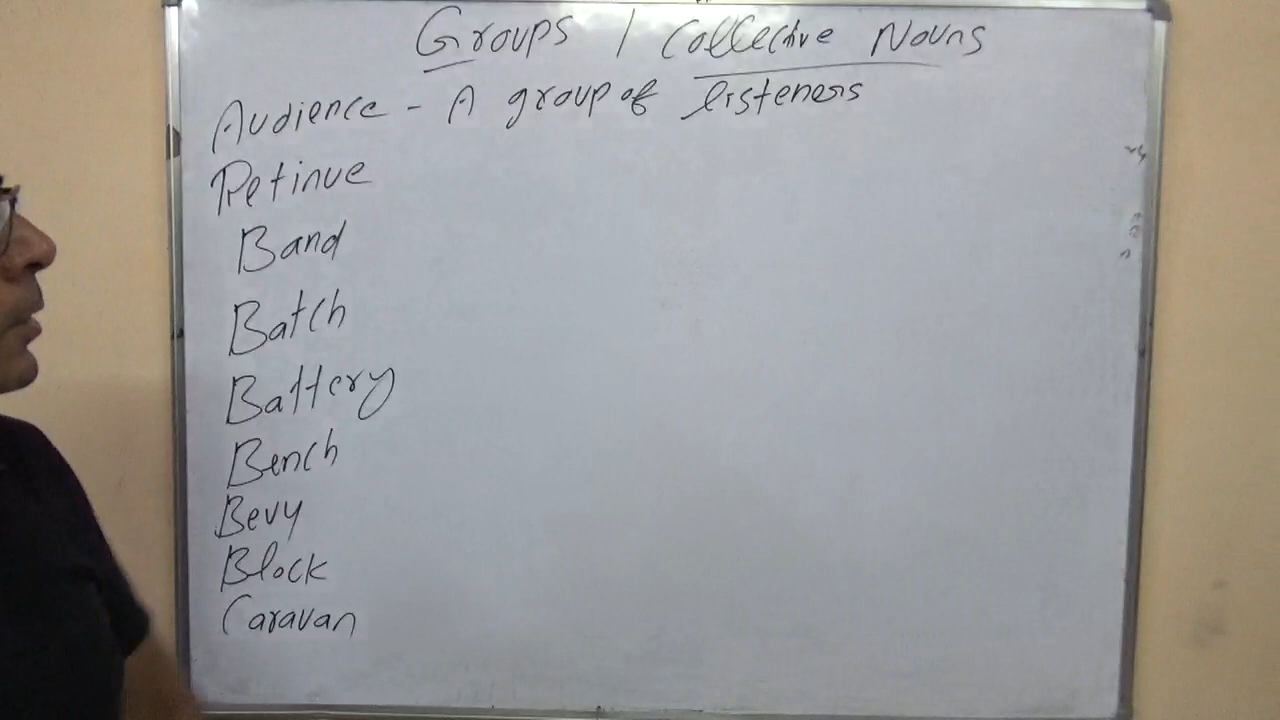 Groups / Collective Nouns
Audience - A group of listeners
Retinue
Band
Batch
Battery
Bench
Bevy
Block
Caravan